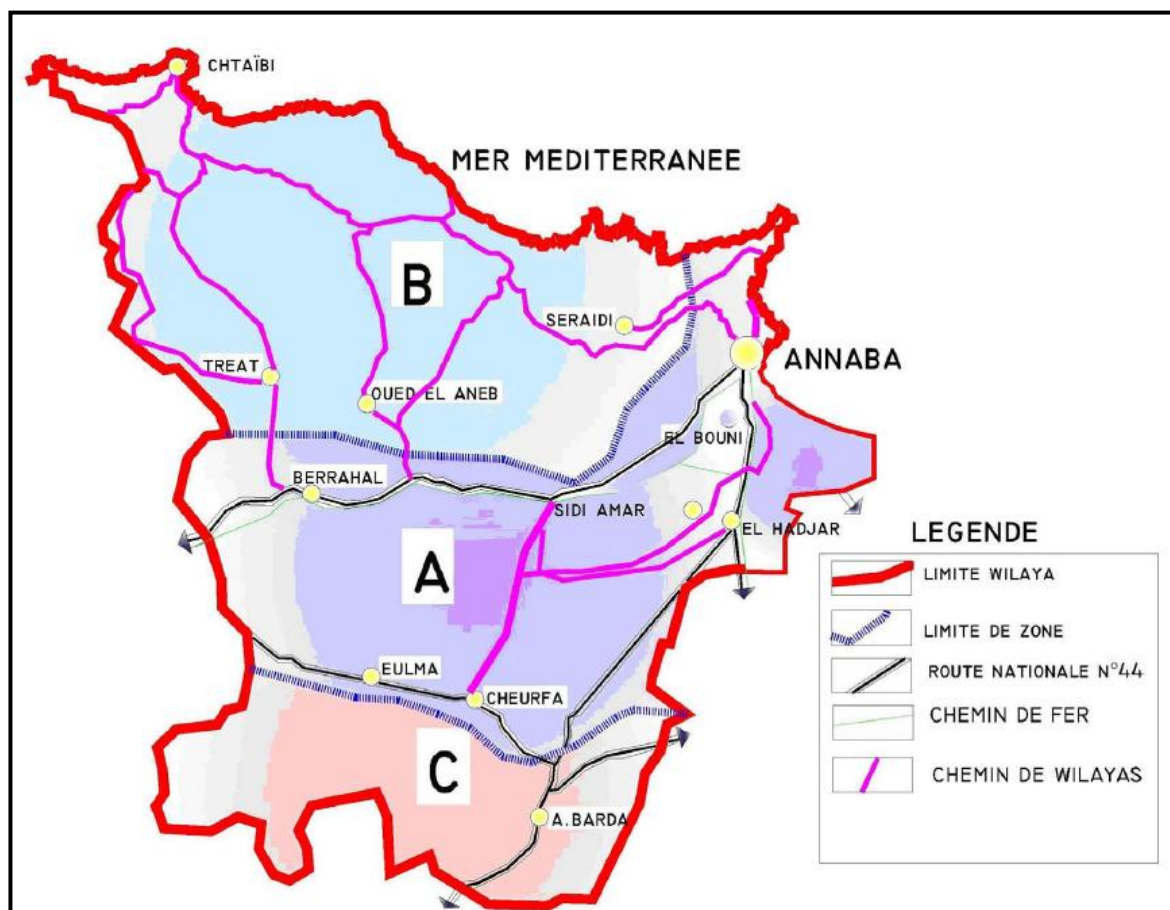 CHTAÏBI
MER MEDITERRANEE
B
SERAIDI
ANNABA
TREAT
OUED EL ANEB
EL BOUNI
BERRAHAL
SIDI AMAR
EL HADJAR
A
EULMA
CHEURFA
C
A.BARDA
LEGENDE
LIMITE WILAYA
LIMITE DE ZONE
ROUTE NATIONALE N°44
CHEMIN DE FER
CHEMIN DE WILAYAS